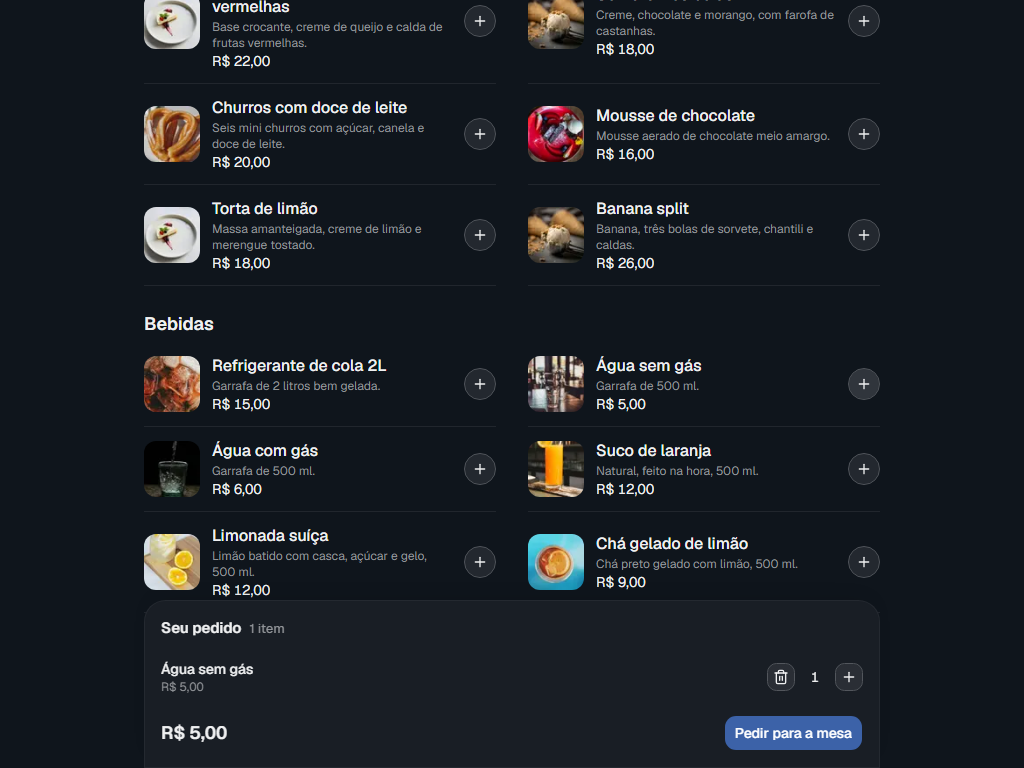 vermelhas
Base crocante, creme de queijo e calda de
frutas vermelhas.
R$ 22,00
Creme, chocolate e morango, com farofa de
castanhas.
R$ 18,00
Churros com doce de leite
Seis mini churros com açúcar, canela e
doce de leite.
R$ 20,00
Mousse de chocolate
Mousse aerado de chocolate meio amargo.
R$ 16,00
Torta de limão
Massa amanteigada, creme de limão e
merengue tostado.
R$ 18,00
Banana split
Banana, três bolas de sorvete, chantili e
caldas.
R$ 26,00
Bebidas
Refrigerante de cola 2L
Garrafa de 2 litros bem gelada.
R$ 15,00
Água sem gás
Garrafa de 500 ml.
R$ 5,00
Água com gás
Garrafa de 500 ml.
R$ 6,00
Suco de laranja
Natural, feito na hora, 500 ml.
R$ 12,00
Limonada suíça
Limão batido com casca, açúcar e gelo,
500 ml.
R$ 12,00
Chá gelado de limão
Chá preto gelado com limão, 500 ml.
R$ 9,00
Seu pedido 1 item
Água sem gás
R$ 5,00
1
R$ 5,00
Pedir para a mesa